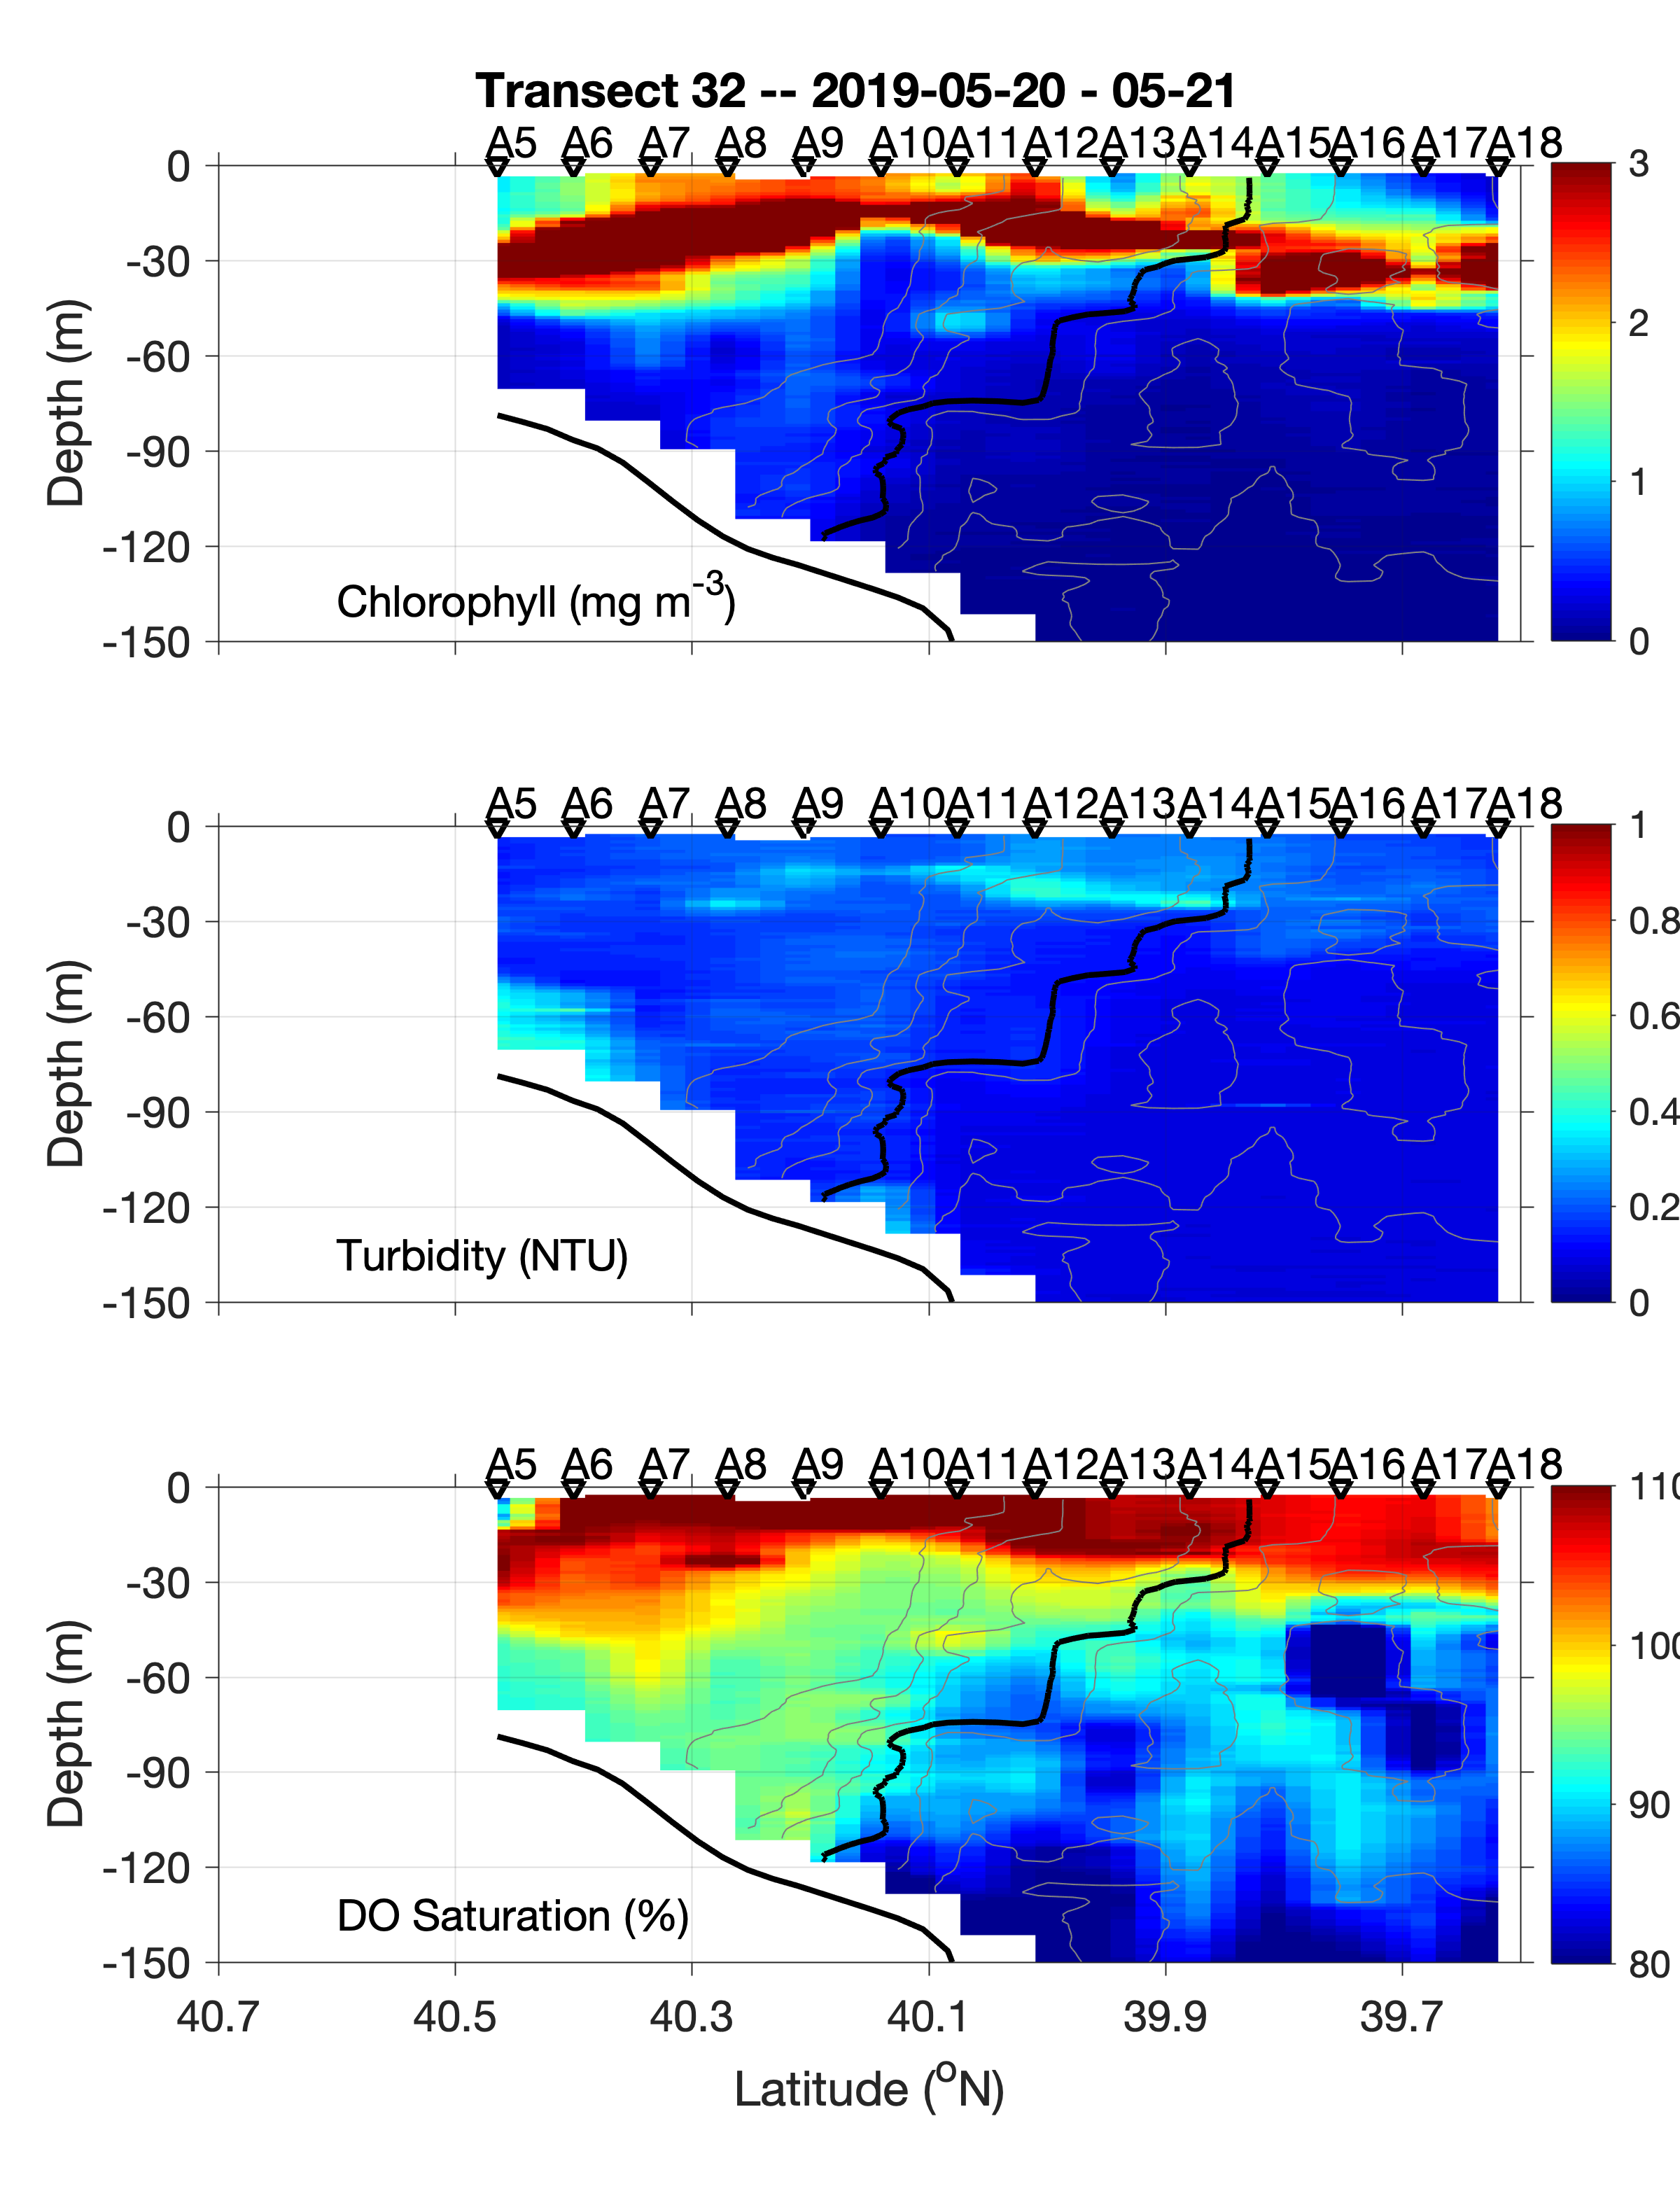 Transect 32 -- 2019-05-20 - 05-21
A5 A6 A7 A8 A9 A10 A11 A12 A13 A14 A15 A16 A17 A18
0
-30
-60
-90
-120
-150
Depth (m)
Chlorophyll (mg m-3)
3
2
1
0
A5 A6 A7 A8 A9 A10 A11 A12 A13 A14 A15 A16 A17 A18
0
-30
-60
-90
-120
-150
Depth (m)
Turbidity (NTU)
1
0.8
0.6
0.4
0.2
0
A5 A6 A7 A8 A9 A10 A11 A12 A13 A14 A15 A16 A17 A18
0
-30
-60
-90
-120
-150
Depth (m)
DO Saturation (%)
110
100
90
80
40.7 40.5 40.3 40.1 39.9 39.7
Latitude (oN)